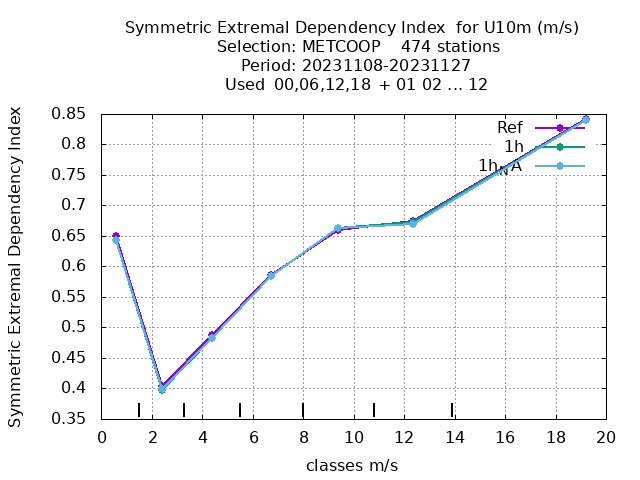 Symmetric Extremal Dependency Index for U10m (m/s)
Selection: METCOOP 474 stations
Period: 20231108-20231127
Used 00,06,12,18 + 01 02 ... 12
Symmetric Extremal Dependency Index
0.85
0.8
0.75
0.7
0.65
0.6
0.55
0.5
0.45
0.4
0.35
Ref
1h
1hNA
0 2 4 6 8 10 12 14 16 18 20
classes m/s